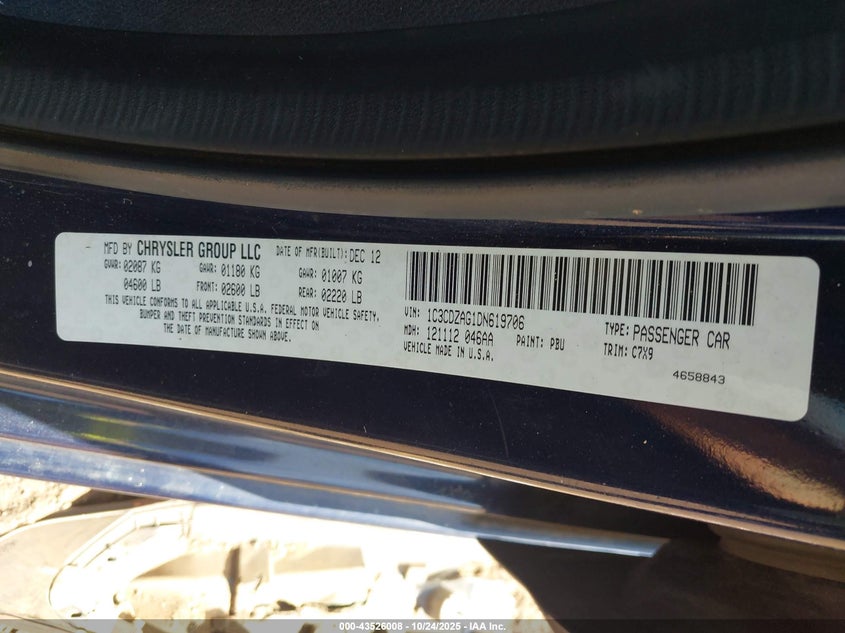 MFD BY CHRYSLER GROUP LLC DATE OF MFR(BUILT): DEC 12
GVWR: 02087 KG GAWR: 01180 KG GAWR: 01007 KG
04600 LB FRONT: 02600 LB REAR: 02220 LB
THIS VEHICLE CONFORMS TO ALL APPLICABLE U.S.A. FEDERAL MOTOR VEHICLE SAFETY,
BUMPER AND THEFT PREVENTION STANDARDS IN EFFECT ON
THE DATE OF MANUFACTURE SHOWN ABOVE.
VIN: 1C3CDZAG1DN619706 TYPE: PASSENGER CAR
MDH: 121112 046AA PAINT: PBU TRIM: C7X9
VEHICLE MADE IN U.S.A.
4658843
000-43526008 - 10/24/2025 - IAA Inc.